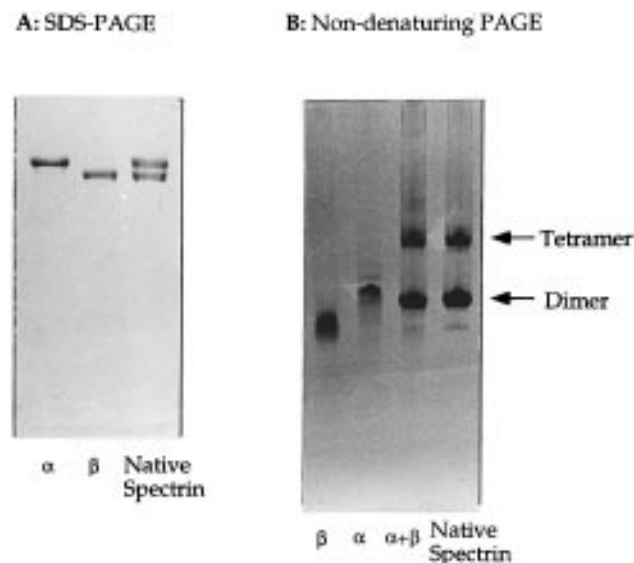 A: SDS-PAGE
B: Non-denaturing PAGE
Tetramer
Dimer
α β Native
Spectrin
β α α+β Native
Spectrin